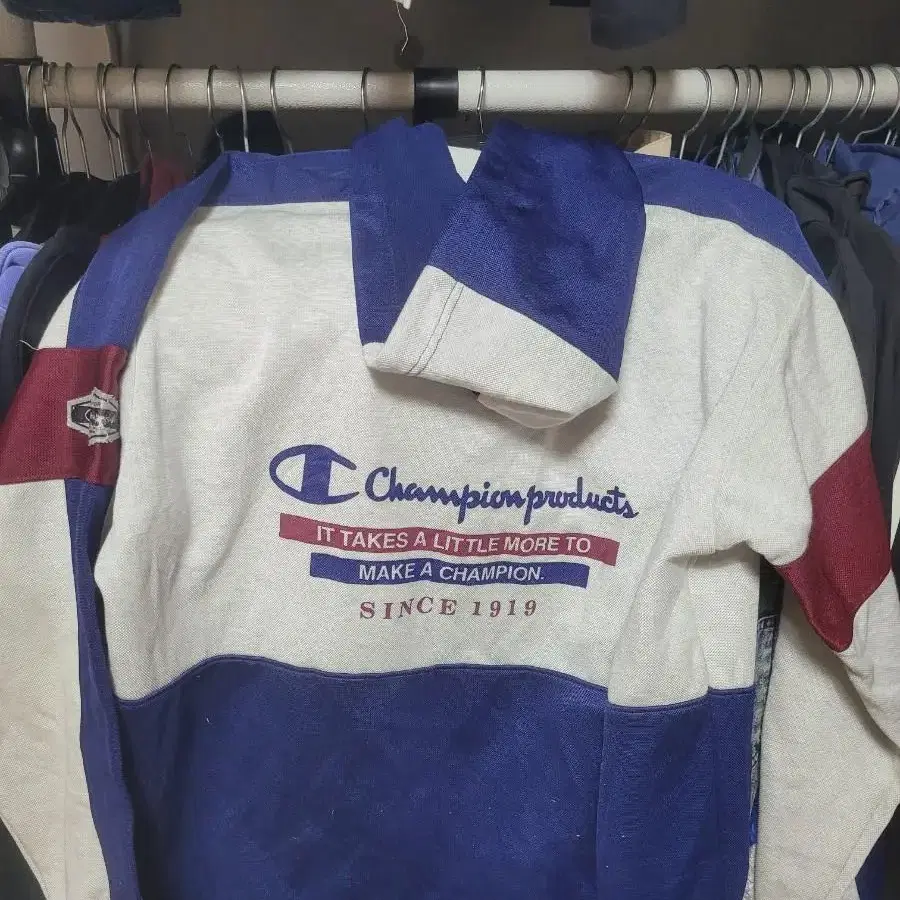 Champion products
IT TAKES A LITTLE MORE TO
MAKE A CHAMPION.
SINCE 1919